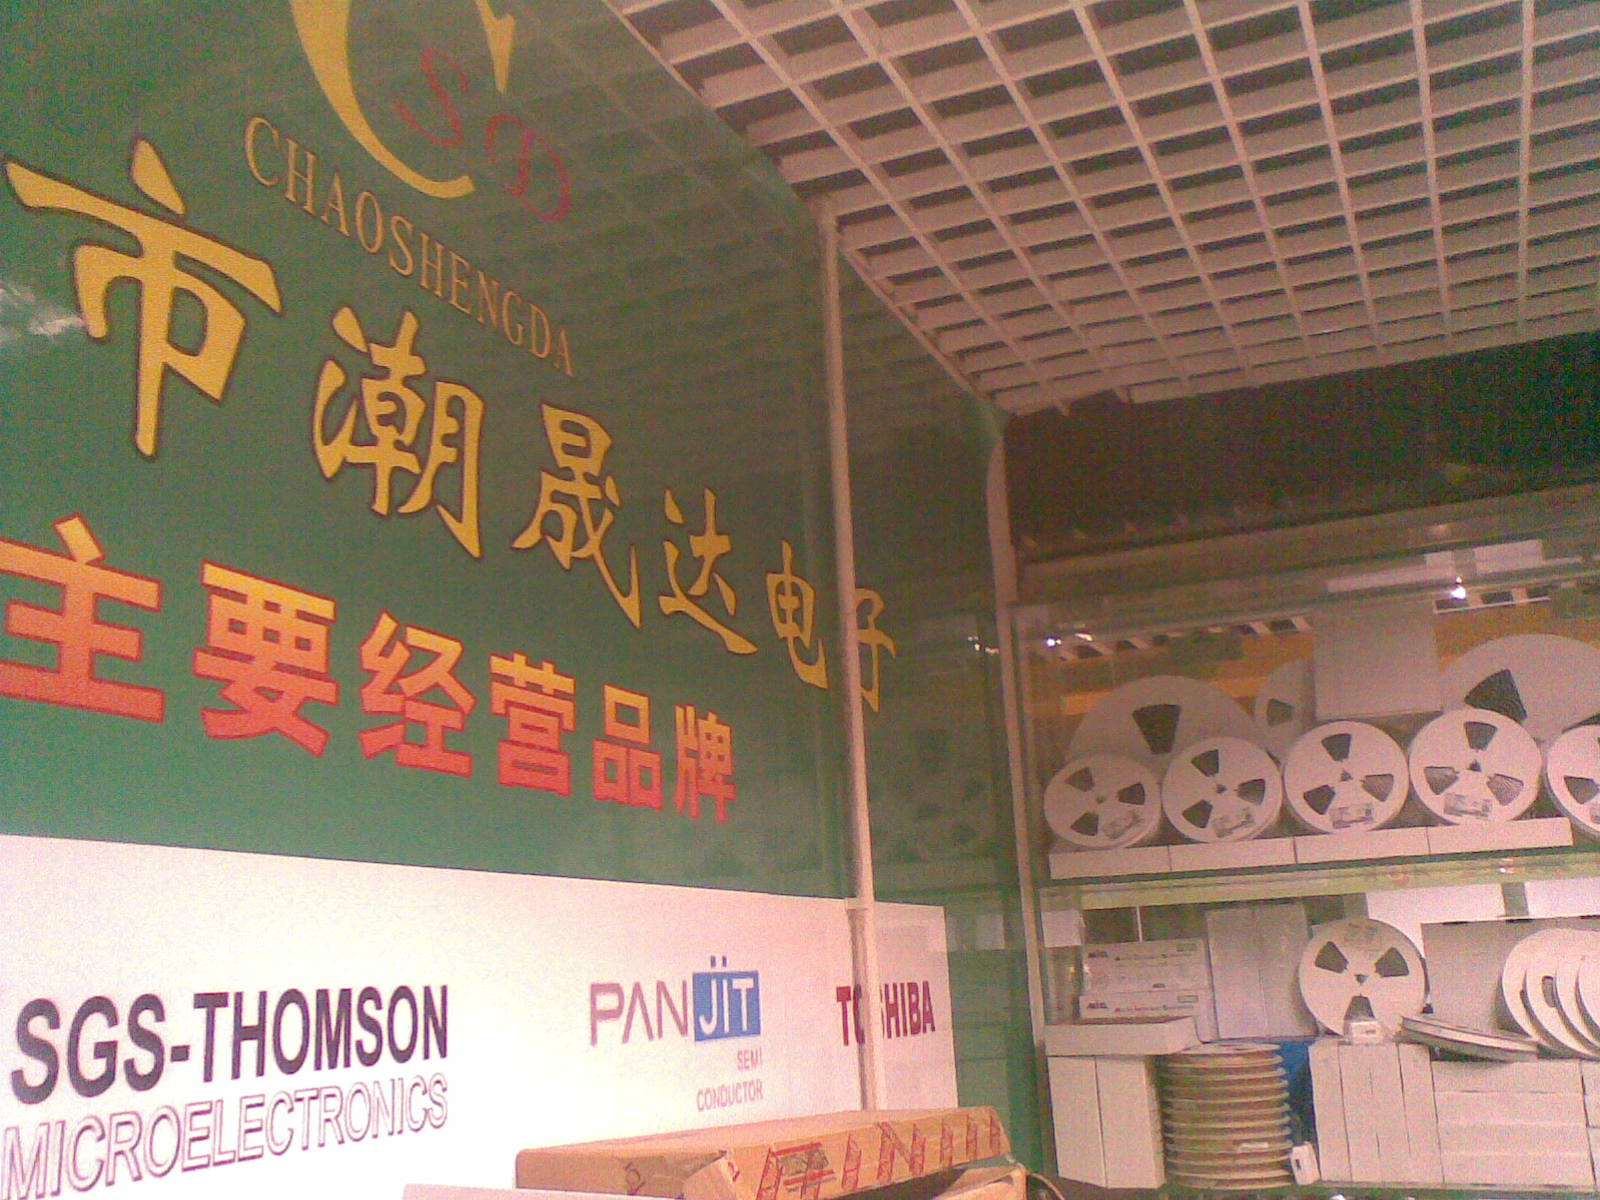 CSD
CHAOSHENGDA
市潮晟达电子
主要经营品牌
SGS-THOMSON
MICROELECTRONICS
PANJIT
SEMI
CONDUCTOR
TOSHIBA